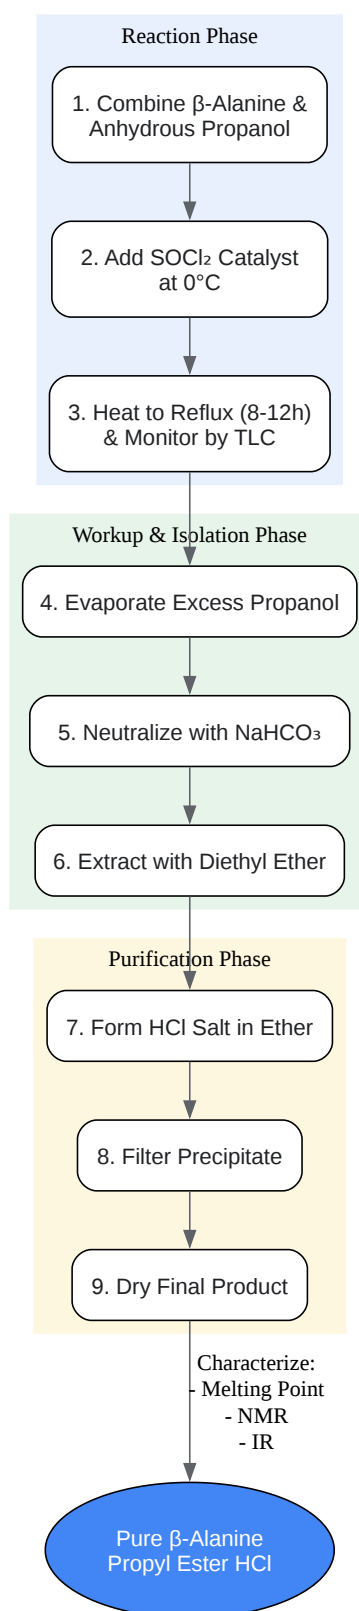 Reaction Phase
1. Combine β-Alanine &
Anhydrous Propanol
2. Add SOCl₂ Catalyst
at 0°C
3. Heat to Reflux (8-12h)
& Monitor by TLC
Workup & Isolation Phase
4. Evaporate Excess Propanol
5. Neutralize with NaHCO₃
6. Extract with Diethyl Ether
Purification Phase
7. Form HCl Salt in Ether
8. Filter Precipitate
9. Dry Final Product
Characterize:
- Melting Point
- NMR
- IR
Pure β-Alanine
Propyl Ester HCl